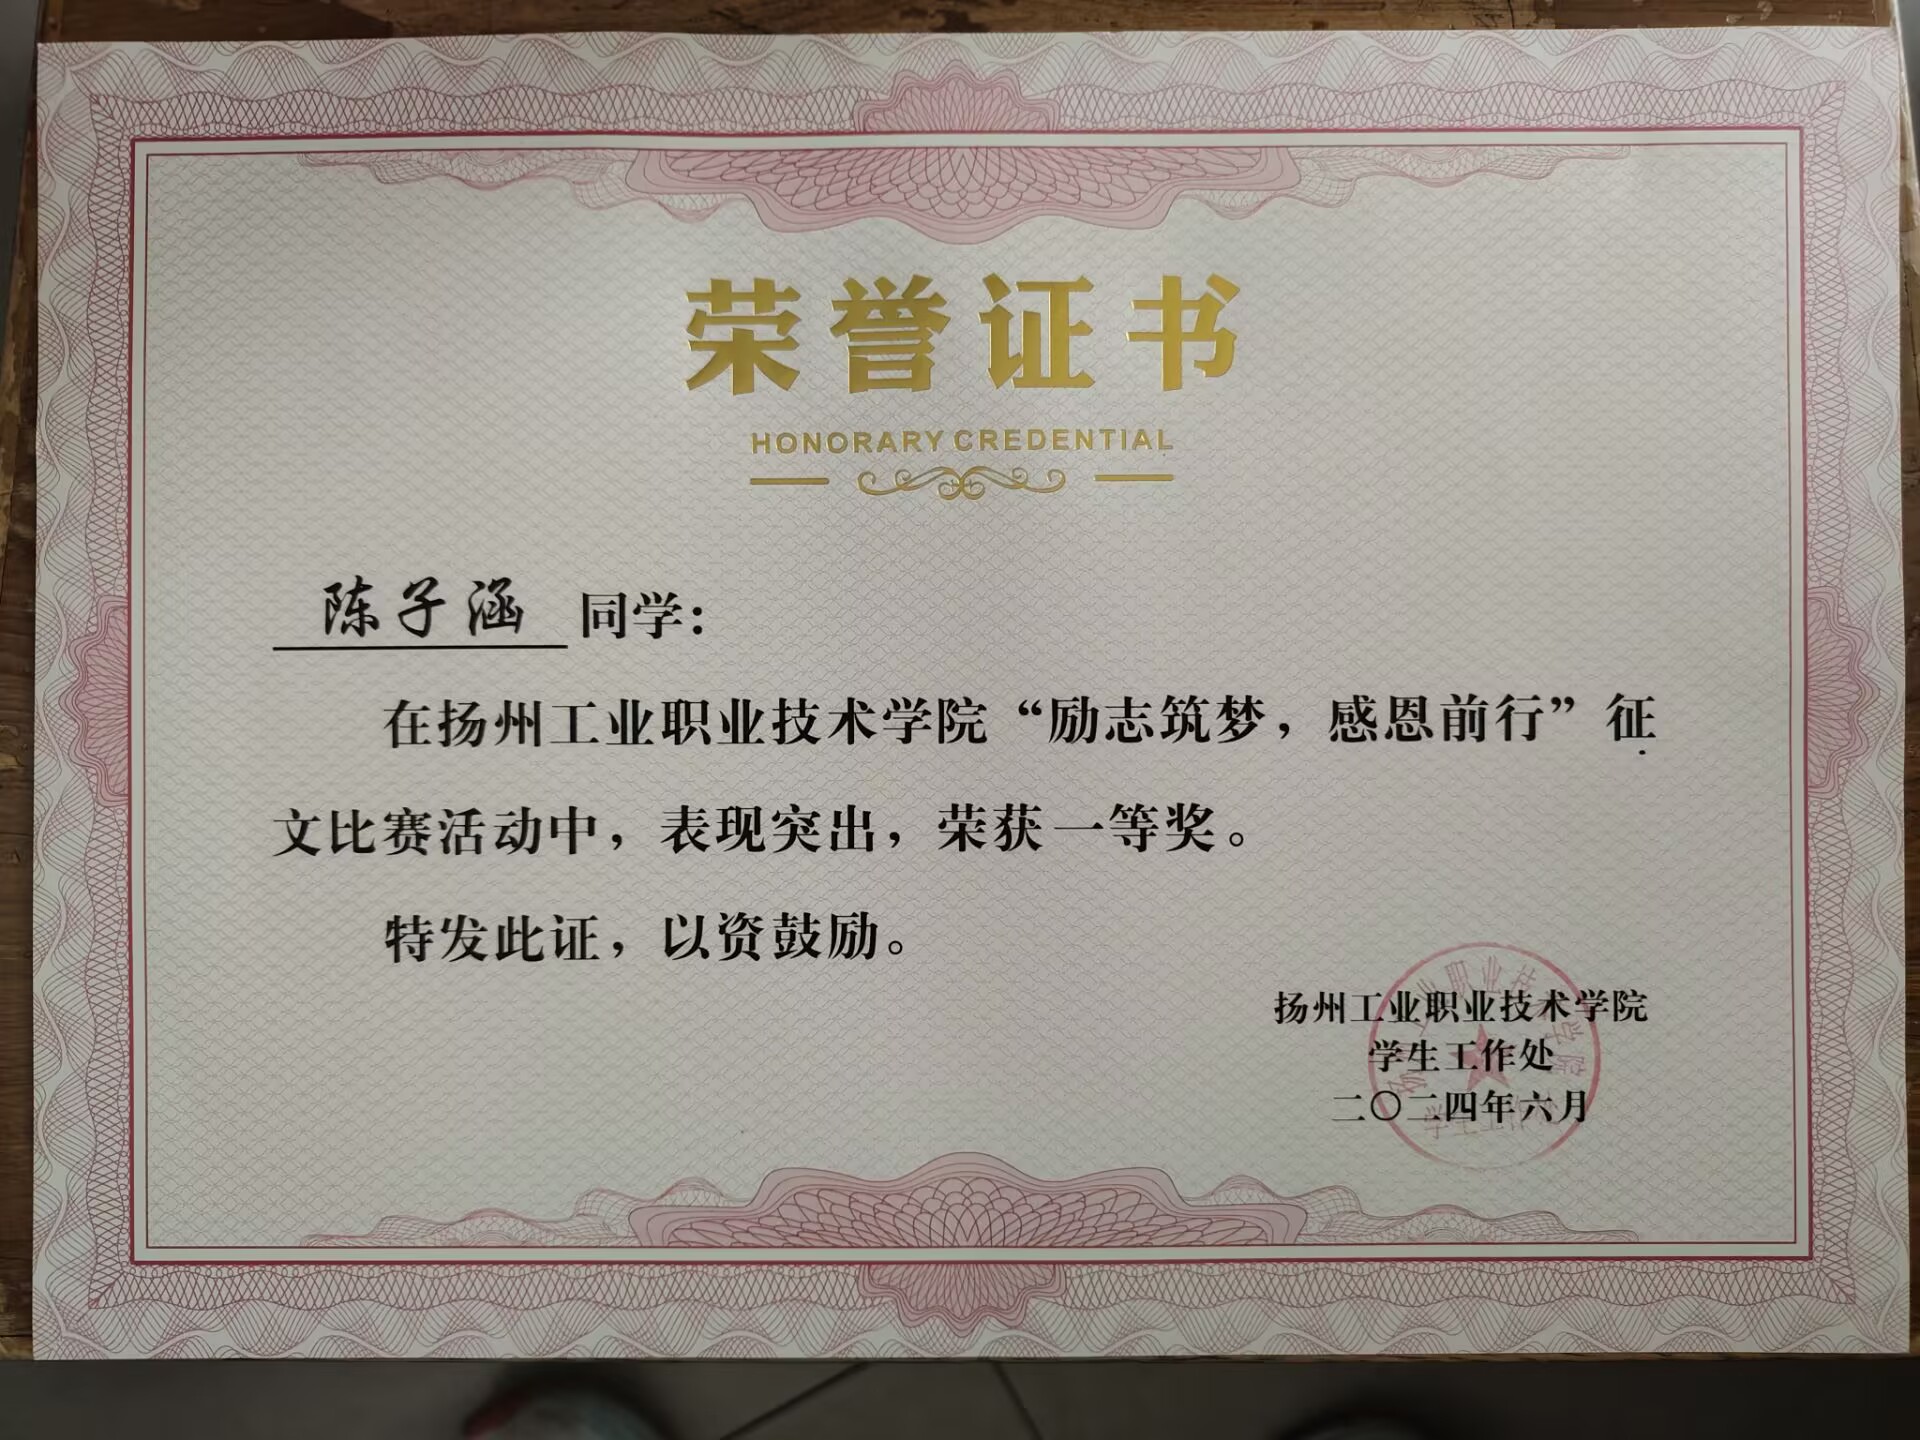 荣誉证书
HONORARY CREDENTIAL
陈子涵 同学：
在扬州工业职业技术学院“励志筑梦，感恩前行”征
文比赛活动中，表现突出，荣获一等奖。
特发此证，以资鼓励。
扬州工业职业技术学院
学生工作处
二〇二四年六月
扬州工业职业技术学院
学生工作处